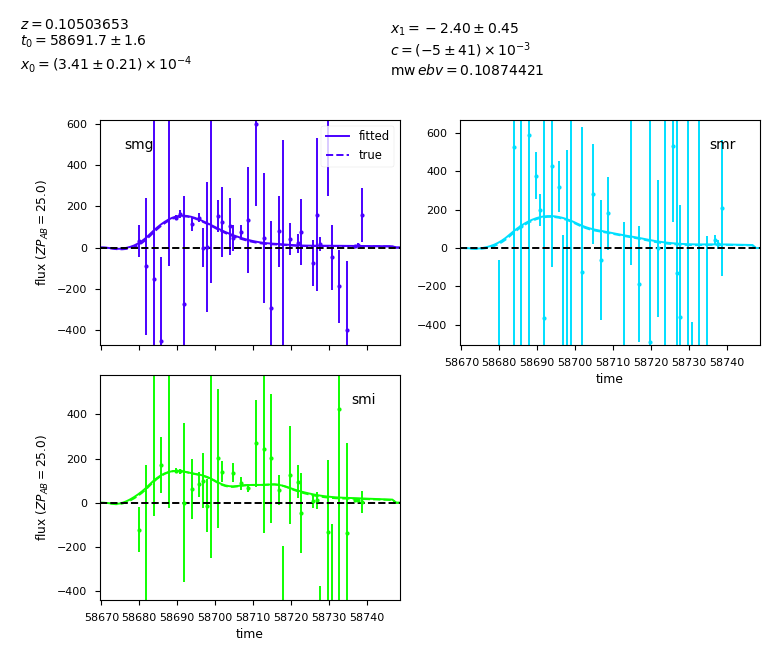 z = 0.10503653
t₀ = 58691.7 ± 1.6
x₀ = (3.41 ± 0.21) × 10⁻⁴
x₁ = −2.40 ± 0.45
c = (−5 ± 41) × 10⁻³
mw ebv = 0.10874421
smg
fitted
true
600
400
200
0
−200
−400
flux (ZP_AB = 25.0)
smr
600
400
200
0
−200
−400
58670 58680 58690 58700 58710 58720 58730 58740
time
smi
400
200
0
−200
−400
flux (ZP_AB = 25.0)
58670 58680 58690 58700 58710 58720 58730 58740
time